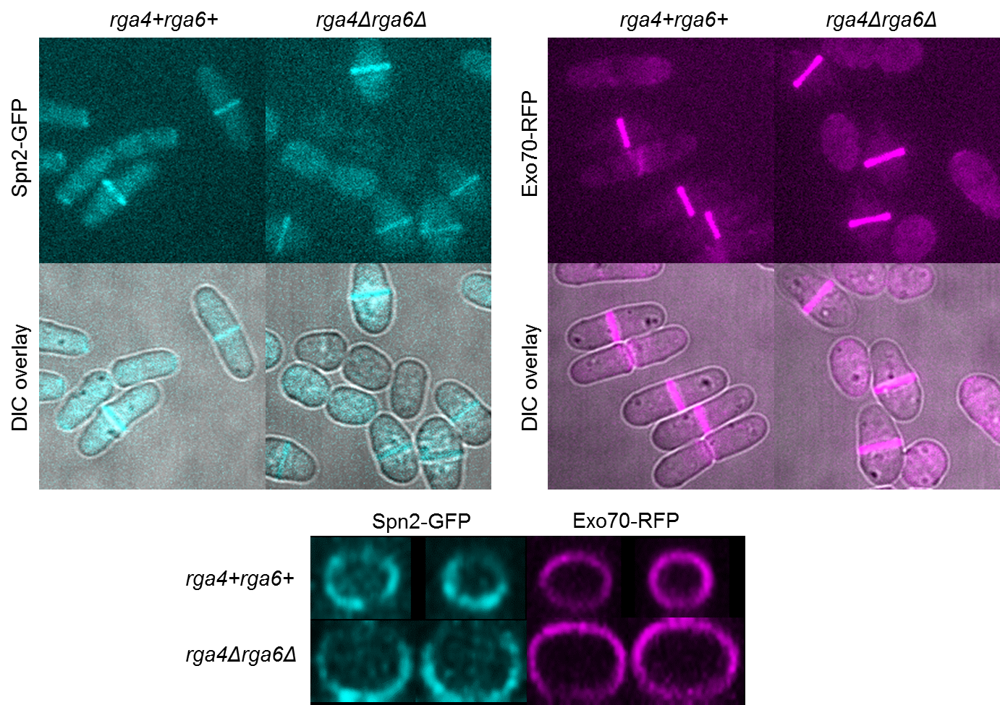 rga4+rga6+ rga4Δrga6Δ rga4+rga6+ rga4Δrga6Δ
Spn2-GFP
Exo70-RFP
DIC overlay
DIC overlay
Spn2-GFP Exo70-RFP
rga4+rga6+
rga4Δrga6Δ